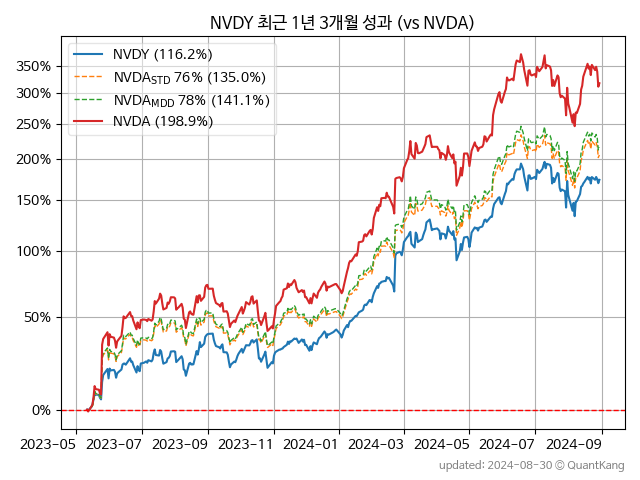 NVDY 최근 1년 3개월 성과 (vs NVDA)
NVDY (116.2%)
NVDA_STD 76% (135.0%)
NVDA_MDD 78% (141.1%)
NVDA (198.9%)
350%
300%
250%
200%
150%
100%
50%
0%
2023-05 2023-07 2023-09 2023-11 2024-01 2024-03 2024-05 2024-07 2024-09
updated: 2024-08-30 © QuantKang